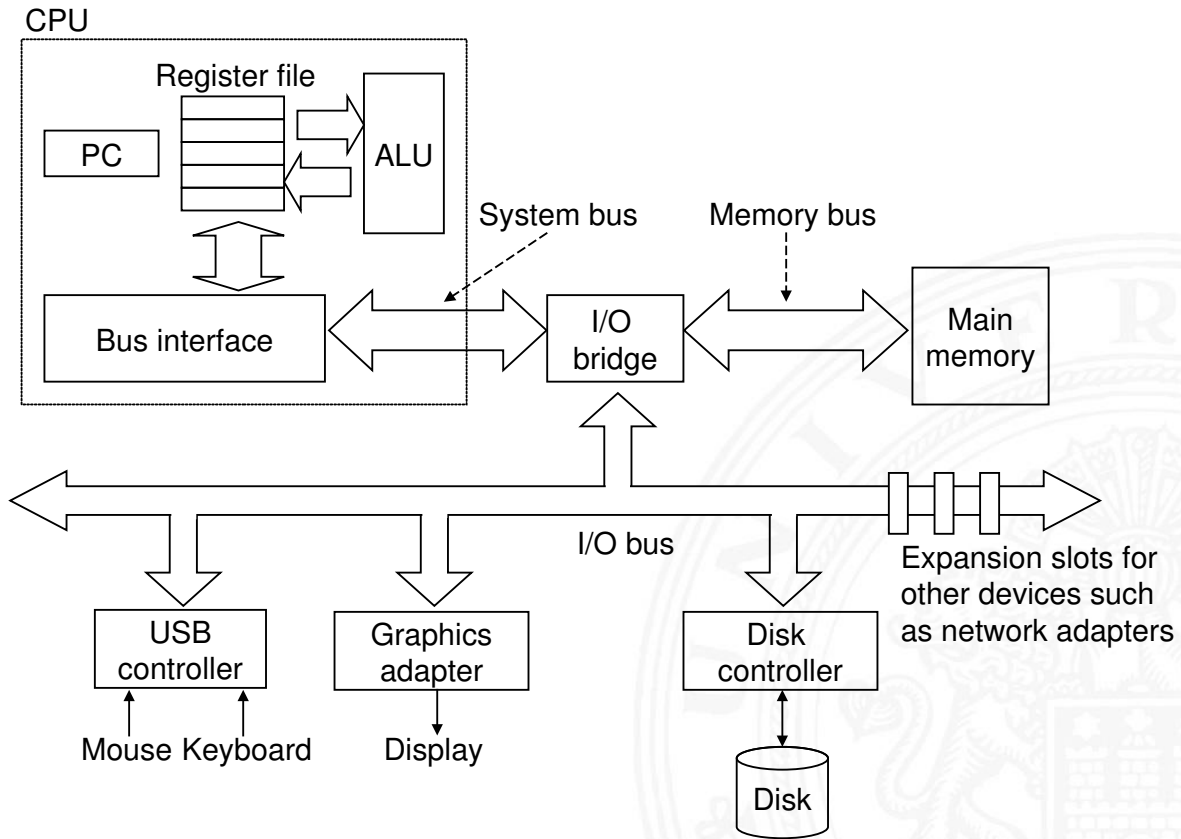 CPU
Register file
PC
ALU
System bus
Memory bus
Bus interface
I/O
bridge
Main
memory
I/O bus
Expansion slots for
other devices such
as network adapters
USB
controller
Graphics
adapter
Disk
controller
Mouse
Keyboard
Display
Disk